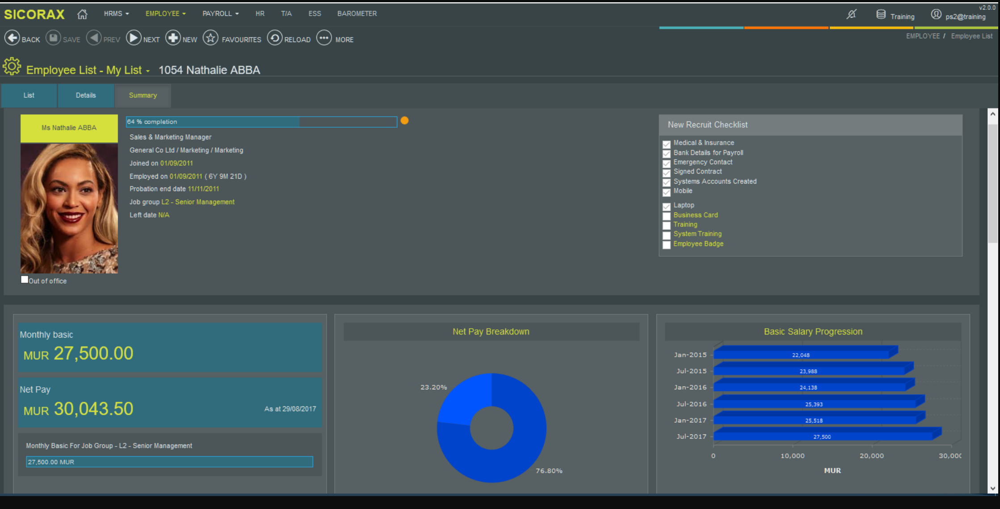 SICORAX HRMS EMPLOYEE PAYROLL HR T/A ESS BAROMETER Training ps2@training v2.0.0
BACK SAVE PREV NEXT NEW FAVOURITES RELOAD MORE EMPLOYEE / Employee List
Employee List - My List - 1054 Nathalie ABBA
List Details Summary
Ms Nathalie ABBA
Out of office
64 % completion
Sales & Marketing Manager
General Co Ltd / Marketing / Marketing
Joined on 01/09/2011
Employed on 01/09/2011 ( 6Y 9M 21D )
Probation end date 11/11/2011
Job group L2 - Senior Management
Left date N/A
New Recruit Checklist
Medical & Insurance
Bank Details for Payroll
Emergency Contact
Signed Contract
Systems Accounts Created
Mobile
Laptop
Business Card
Training
System Training
Employee Badge
Monthly basic
MUR 27,500.00
Net Pay
MUR 30,043.50 As at 29/08/2017
Monthly Basic For Job Group - L2 - Senior Management
27,500.00 MUR
Net Pay Breakdown
23.20%
76.80%
Basic Salary Progression
Jan-2015 22,048
Jul-2015 23,988
Jan-2016 24,138
Jul-2016 25,393
Jan-2017 25,518
Jul-2017 27,500
0 10,000 20,000 30,000
MUR